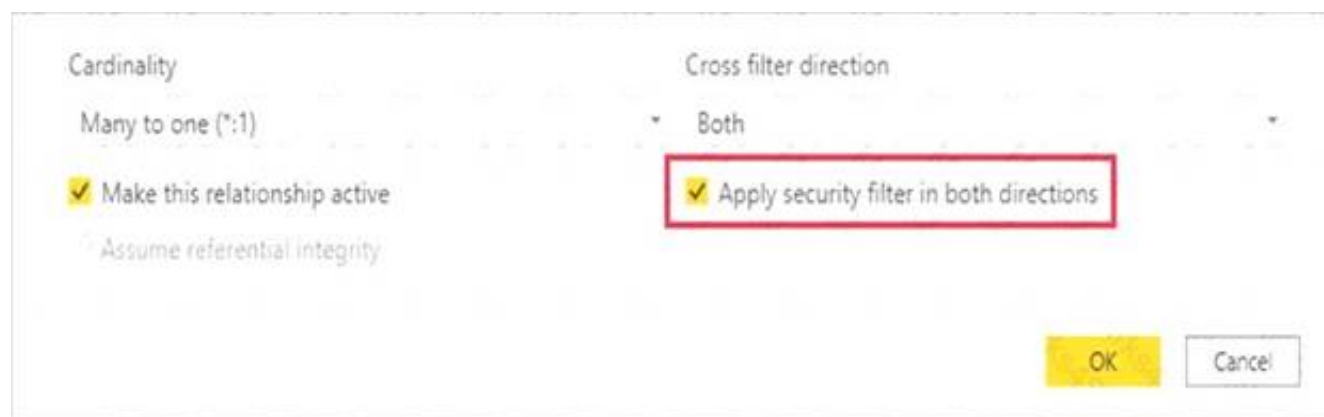 Cardinality
Cross filter direction
Many to one (*:1)
Both
Make this relationship active
Apply security filter in both directions
Assume referential integrity
OK
Cancel